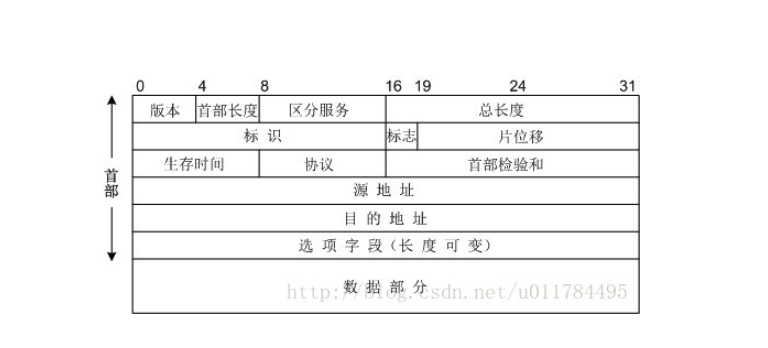 0 4 8 16 19 24 31
版本 首部长度 区分服务 总长度
标 识 标志 片位移
生存时间 协议 首部检验和
首部
源 地 址
目 的 地 址
选 项 字 段 (长 度 可 变)
数 据 部 分
http://blog.csdn.net/u011784495